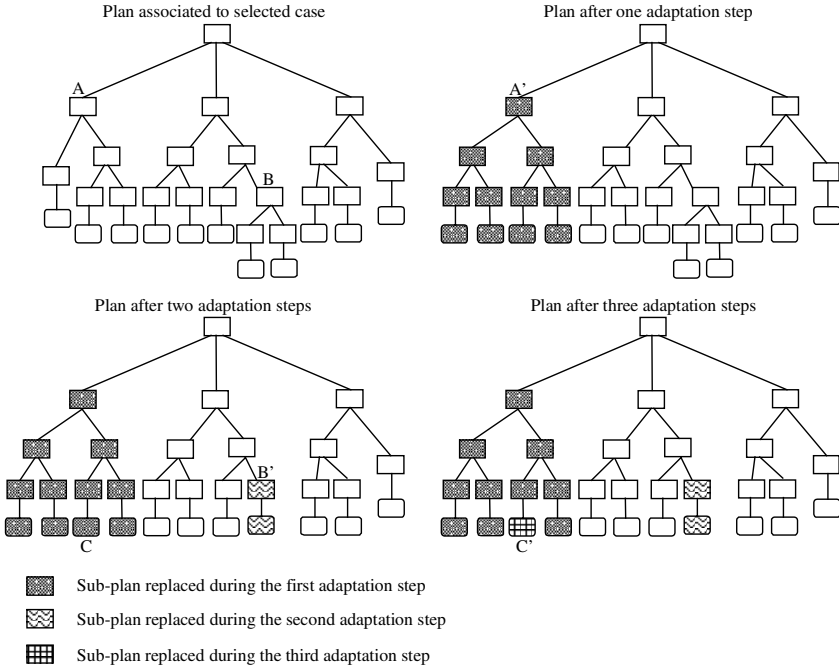 Plan associated to selected case
Plan after one adaptation step
A
A’
B
Plan after two adaptation steps
Plan after three adaptation steps
B’
C
C’
Sub-plan replaced during the first adaptation step
Sub-plan replaced during the second adaptation step
Sub-plan replaced during the third adaptation step